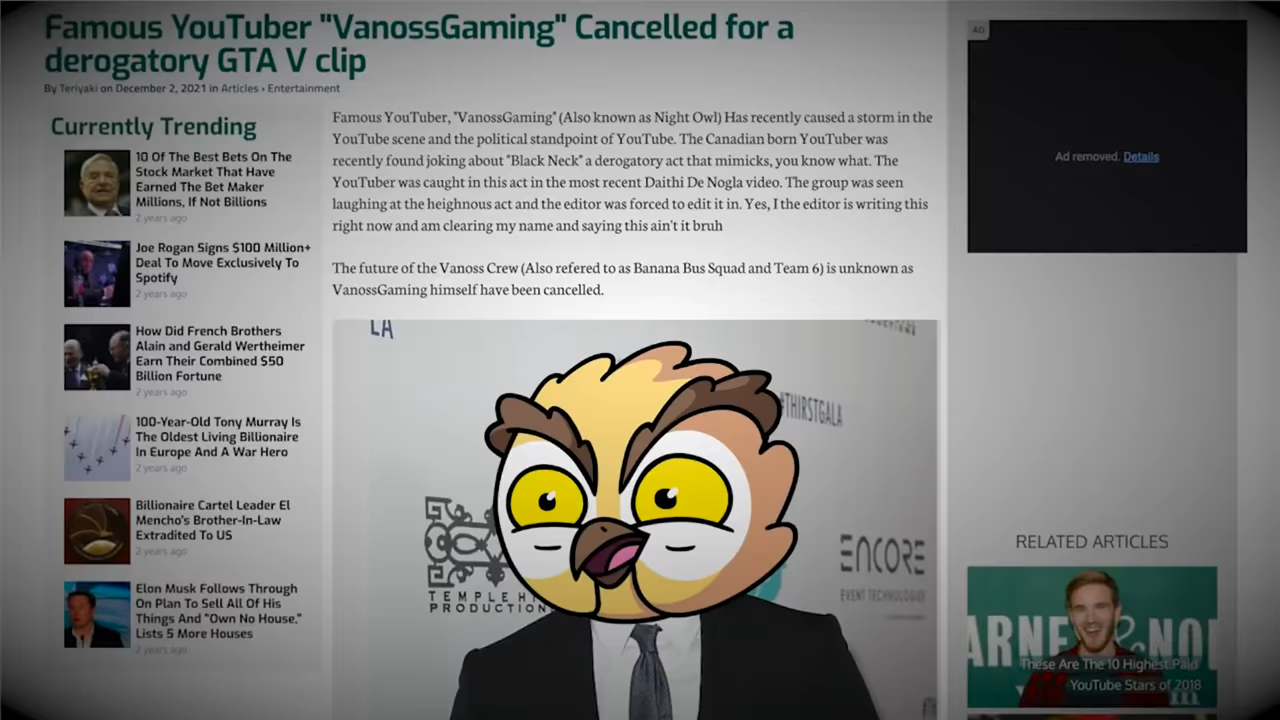 Famous YouTuber "VanossGaming" Cancelled for a
derogatory GTA V clip
By Teriyaki on December 2, 2021 in Articles › Entertainment
Currently Trending
10 Of The Best Bets On The
Stock Market That Have
Earned The Bet Maker
Millions, If Not Billions
2 years ago
Joe Rogan Signs $100 Million+
Deal To Move Exclusively To
Spotify
2 years ago
How Did French Brothers
Alain and Gerald Wertheimer
Earn Their Combined $50
Billion Fortune
2 years ago
100-Year-Old Tony Murray Is
The Oldest Living Billionaire
In Europe And A War Hero
2 years ago
Billionaire Cartel Leader El
Mencho's Brother-In-Law
Extradited To US
2 years ago
Elon Musk Follows Through
On Plan To Sell All Of His
Things And "Own No House,"
Lists 5 More Houses
2 years ago
Famous YouTuber, "VanossGaming" (Also known as Night Owl) Has recently caused a storm in the
YouTube scene and the political standpoint of YouTube. The Canadian born YouTuber was
recently found joking about "Black Neck" a derogatory act that mimicks, you know what. The
YouTuber was caught in this act in the most recent Daithi De Nogla video. The group was seen
laughing at the heighnous act and the editor was forced to edit it in. Yes, I the editor is writing this
right now and am clearing my name and saying this ain't it bruh
The future of the Vanoss Crew (Also refered to as Banana Bus Squad and Team 6) is unknown as
VanossGaming himself have been cancelled.
LA
#THIRSTGALA
TEMPLE HI
PRODUCTION
ENCORE
EVENT TECHNOLOGIES
AD
Ad removed. Details
RELATED ARTICLES
ARNE & NOI
These Are The 10 Highest Paid
YouTube Stars of 2018